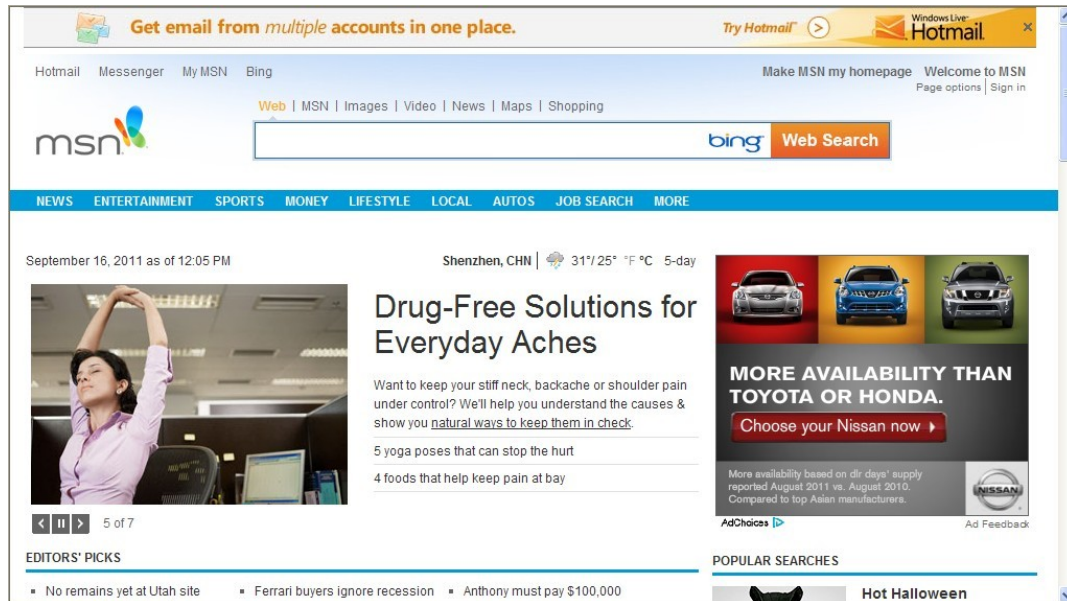 Get email from multiple accounts in one place.
Try Hotmail
Windows Live™
Hotmail
Hotmail Messenger My MSN Bing
Make MSN my homepage Welcome to MSN
Page options | Sign in
Web | MSN | Images | Video | News | Maps | Shopping
msn
bing
Web Search
NEWS ENTERTAINMENT SPORTS MONEY LIFESTYLE LOCAL AUTOS JOB SEARCH MORE
September 16, 2011 as of 12:05 PM
Shenzhen, CHN | 31°/25° °F °C 5-day
Drug-Free Solutions for
Everyday Aches
Want to keep your stiff neck, backache or shoulder pain
under control? We'll help you understand the causes &
show you natural ways to keep them in check.
5 yoga poses that can stop the hurt
4 foods that help keep pain at bay
5 of 7
MORE AVAILABILITY THAN
TOYOTA OR HONDA.
Choose your Nissan now
More availability based on dlr days' supply
reported August 2011 vs. August 2010.
Compared to top Asian manufacturers.
NISSAN
AdChoices
Ad Feedback
EDITORS' PICKS
No remains yet at Utah site
Ferrari buyers ignore recession
Anthony must pay $100,000
POPULAR SEARCHES
Hot Halloween